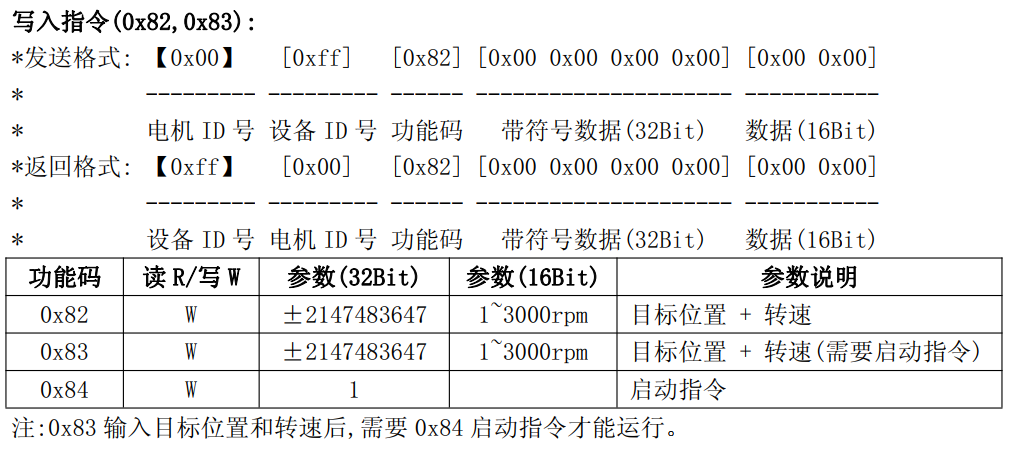 写入指令(0x82,0x83):
*发送格式: 【0x00】 [0xff] [0x82] [0x00 0x00 0x00 0x00] [0x00 0x00]
* --------- --------- ------ --------------------- -----------
* 电机 ID 号 设备 ID 号 功能码 带符号数据(32Bit) 数据(16Bit)
*返回格式: 【0xff】 [0x00] [0x82] [0x00 0x00 0x00 0x00] [0x00 0x00]
* --------- --------- ------ --------------------- -----------
* 设备 ID 号 电机 ID 号 功能码 带符号数据(32Bit) 数据(16Bit)
功能码 读 R/写 W 参数(32Bit) 参数(16Bit) 参数说明
0x82 W ±2147483647 1~3000rpm 目标位置 + 转速
0x83 W ±2147483647 1~3000rpm 目标位置 + 转速(需要启动指令)
0x84 W 1 启动指令
注:0x83 输入目标位置和转速后,需要 0x84 启动指令才能运行。